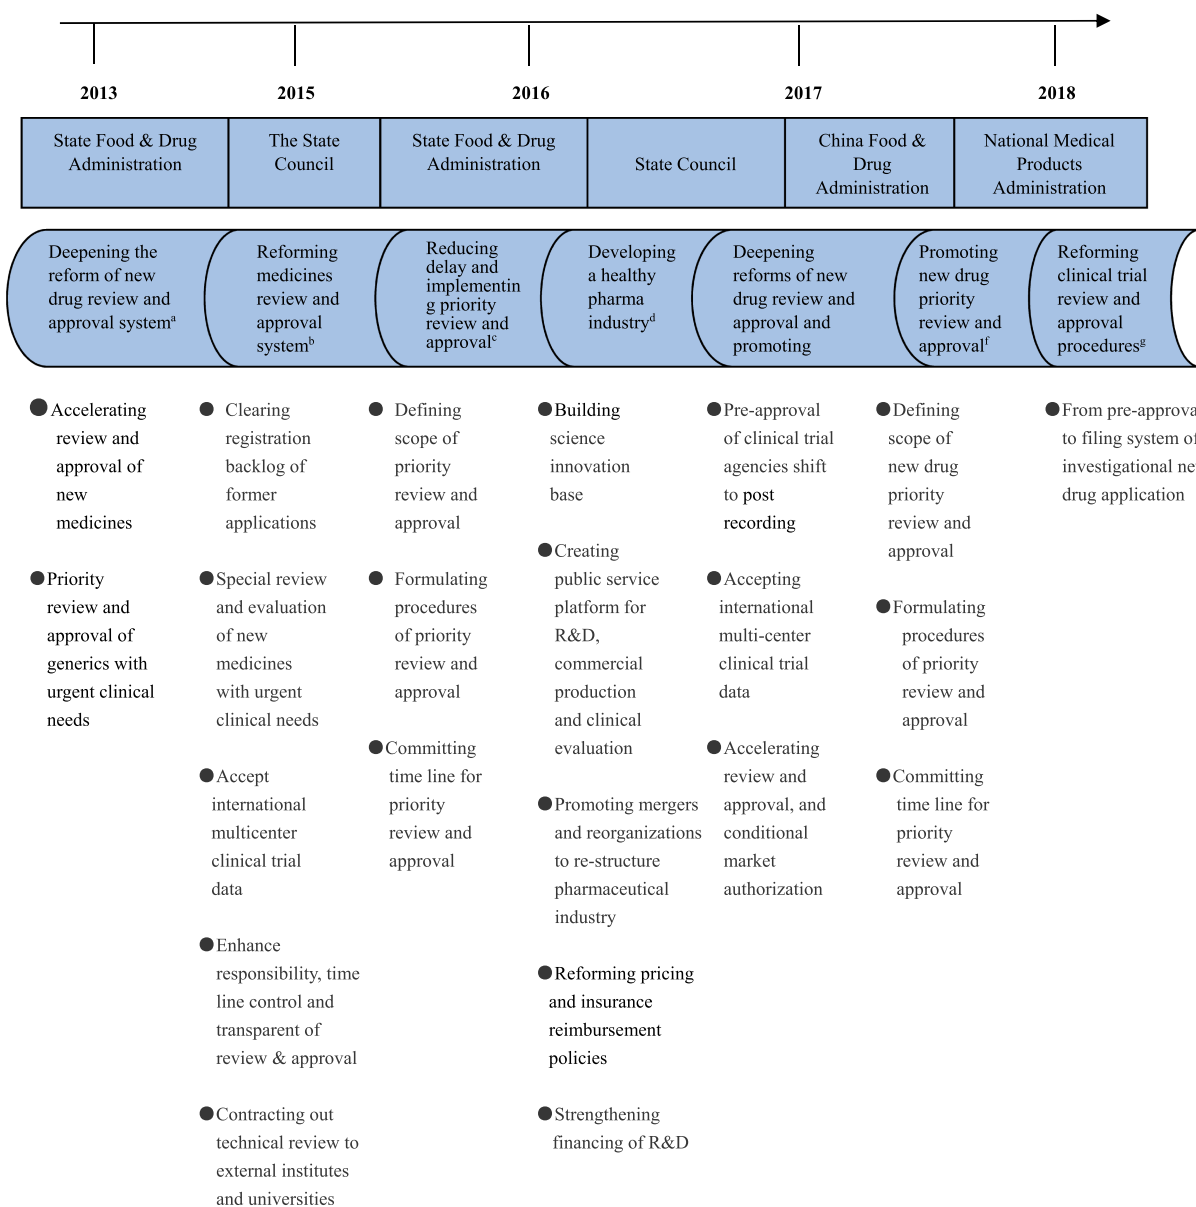 2013
2015
2016
2017
2018
State Food & Drug
Administration
The State
Council
State Food & Drug
Administration
State Council
China Food &
Drug
Administration
National Medical
Products
Administration
Deepening the
reform of new
drug review and
approval systemᵃ
Reforming
medicines
review and
approval
systemᵇ
Reducing
delay and
implementin
g priority
review and
approvalᶜ
Developing
a healthy
pharma
industryᵈ
Deepening
reforms of new
drug review and
approval and
promoting
Promoting
new drug
priority
review and
approvalᶠ
Reforming
clinical trial
review and
approval
proceduresᵍ
● Accelerating
review and
approval of
new
medicines
● Priority
review and
approval of
generics with
urgent clinical
needs
● Clearing
registration
backlog of
former
applications
● Special review
and evaluation
of new
medicines
with urgent
clinical needs
● Accept
international
multicenter
clinical trial
data
● Enhance
responsibility, time
line control and
transparent of
review & approval
● Contracting out
technical review to
external institutes
and universities
● Defining
scope of
priority
review and
approval
● Formulating
procedures
of priority
review and
approval
● Committing
time line for
priority
review and
approval
● Building
science
innovation
base
● Creating
public service
platform for
R&D,
commercial
production
and clinical
evaluation
● Promoting mergers
and reorganizations
to re-structure
pharmaceutical
industry
● Reforming pricing
and insurance
reimbursement
policies
● Strengthening
financing of R&D
● Pre-approval
of clinical trial
agencies shift
to post
recording
● Accepting
international
multi-center
clinical trial
data
● Accelerating
review and
approval, and
conditional
market
authorization
● Defining
scope of
new drug
priority
review and
approval
● Formulating
procedures
of priority
review and
approval
● Committing
time line for
priority
review and
approval
● From pre-approva
to filing system of
investigational ne
drug application